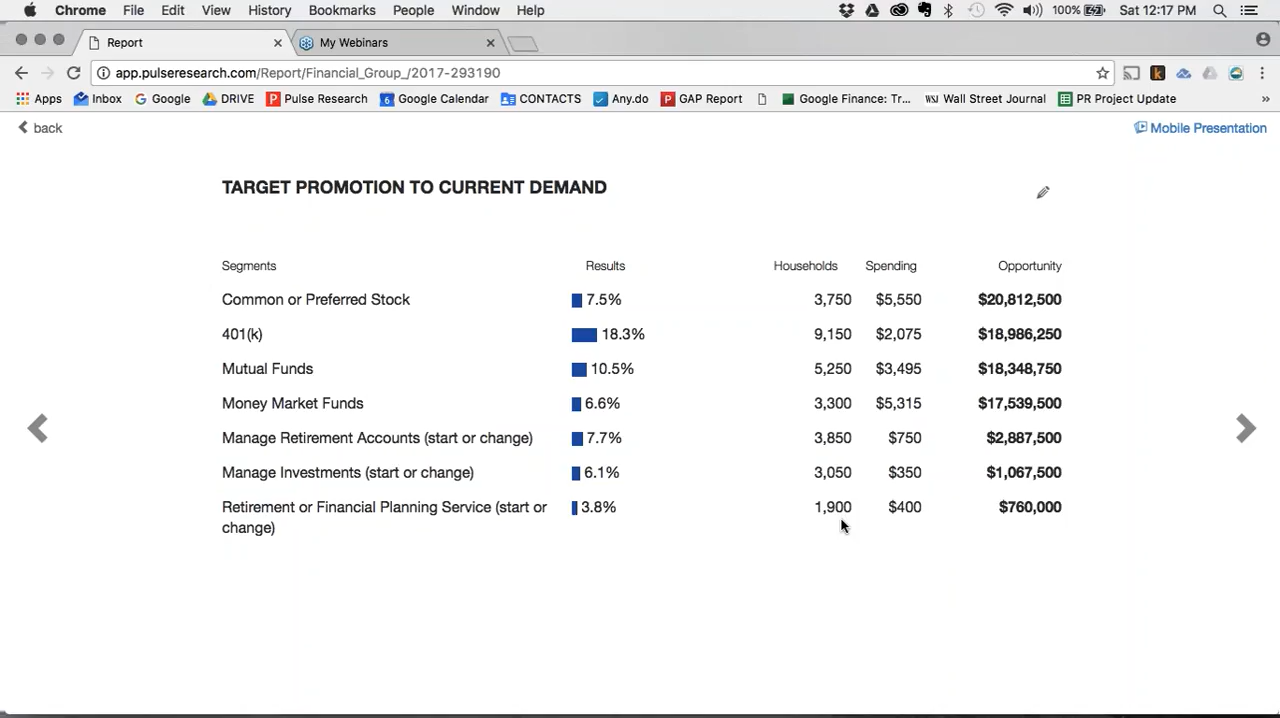 Chrome File Edit View History Bookmarks People Window Help 100% Sat 12:17 PM
Report My Webinars
app.pulseresearch.com/Report/Financial_Group_/2017-293190
Apps Inbox Google DRIVE Pulse Research Google Calendar CONTACTS Any.do GAP Report Google Finance: Tr... WSJ Wall Street Journal PR Project Update »
back Mobile Presentation
TARGET PROMOTION TO CURRENT DEMAND
Segments Results Households Spending Opportunity
Common or Preferred Stock 7.5% 3,750 $5,550 $20,812,500
401(k) 18.3% 9,150 $2,075 $18,986,250
Mutual Funds 10.5% 5,250 $3,495 $18,348,750
Money Market Funds 6.6% 3,300 $5,315 $17,539,500
Manage Retirement Accounts (start or change) 7.7% 3,850 $750 $2,887,500
Manage Investments (start or change) 6.1% 3,050 $350 $1,067,500
Retirement or Financial Planning Service (start or 3.8% 1,900 $400 $760,000
change)